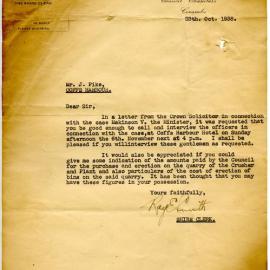 28th. Oct. 1938.
Mr. J. Pike,
COFFS HARBOUR.
Dear Sir,
In a letter from the Crown Solicitor in connection
with the case Makinson V. the Minister, it was requested that
you be good enough to call and interview the officers in
connection with the case, at Coffs Harbour Hotel on Sunday
afternoon the 6th. November next at 4 p.m. I shall be
pleased if you willinterview these gentleman as requested.
It would also be appreciated if you could
give me some indication of the amounts paid by the Council
for the purchase and erection on the quarry of the Crusher
and Plant and also particulars of the cost of erection of
bins on the said quarry. It has been thought that you may
have these figures in your possession.
Yours faithfully,
SHIRE CLERK.